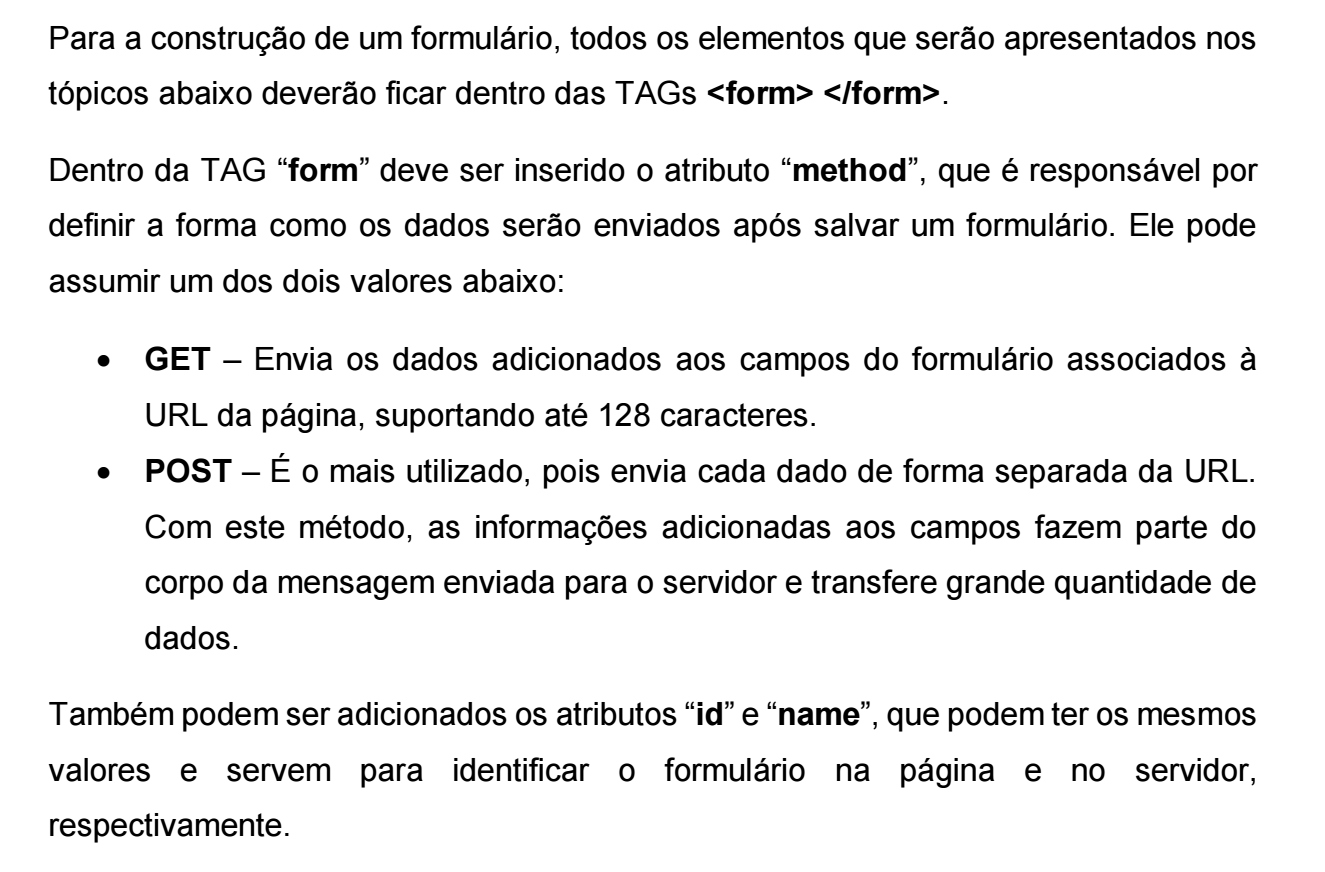 Para a construção de um formulário, todos os elementos que serão apresentados nos
tópicos abaixo deverão ficar dentro das TAGs <form> </form>.
Dentro da TAG “form” deve ser inserido o atributo “method”, que é responsável por
definir a forma como os dados serão enviados após salvar um formulário. Ele pode
assumir um dos dois valores abaixo:
• GET – Envia os dados adicionados aos campos do formulário associados à
URL da página, suportando até 128 caracteres.
• POST – É o mais utilizado, pois envia cada dado de forma separada da URL.
Com este método, as informações adicionadas aos campos fazem parte do
corpo da mensagem enviada para o servidor e transfere grande quantidade de
dados.
Também podem ser adicionados os atributos “id” e “name”, que podem ter os mesmos
valores e servem para identificar o formulário na página e no servidor,
respectivamente.